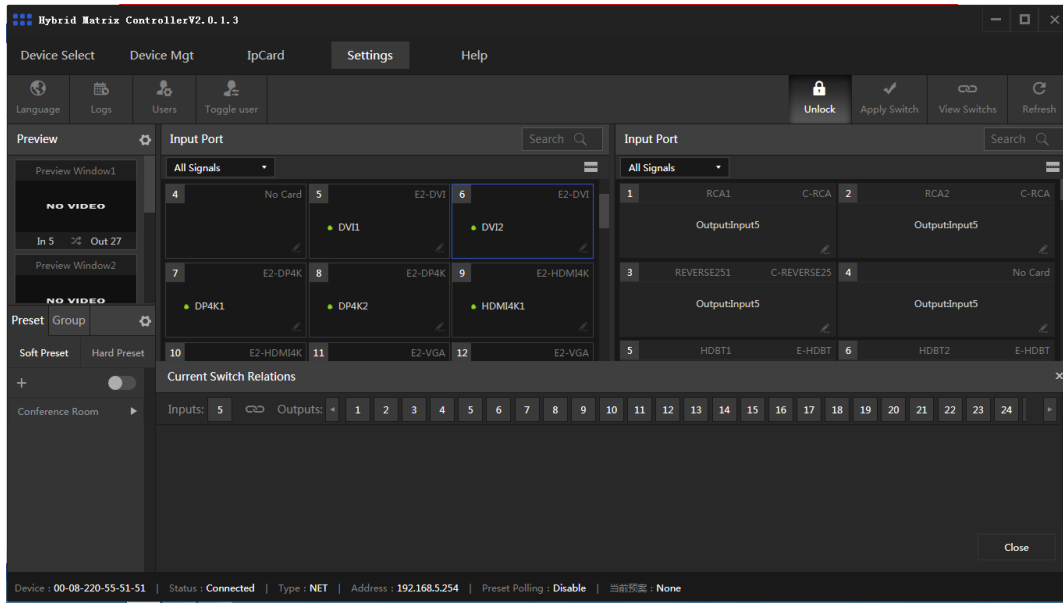 Hybrid Matrix ControllerV2.0.1.3
Device Select Device Mgt IpCard Settings Help
Language Logs Users Toggle user Unlock Apply Switch View Switchs Refresh
Preview
Preview Window1
NO VIDEO
In 5 Out 27
Preview Window2
NO VIDEO
Preset Group
Soft Preset Hard Preset
+
Conference Room
Input Port Search
All Signals
4 No Card 5 E2-DVI 6 E2-DVI
DVI1 DVI2
7 E2-DP4K 8 E2-DP4K 9 E2-HDMI4K
DP4K1 DP4K2 HDMI4K1
10 E2-HDMI4K 11 E2-VGA 12 E2-VGA
Input Port Search
All Signals
1 RCA1 C-RCA 2 RCA2 C-RCA
Output:Input5 Output:Input5
3 REVERSE251 C-REVERSE25 4 No Card
Output:Input5 Output:Input5
5 HDBT1 E-HDBT 6 HDBT2 E-HDBT
Current Switch Relations
Inputs: 5 Outputs: 1 2 3 4 5 6 7 8 9 10 11 12 13 14 15 16 17 18 19 20 21 22 23 24
Close
Device : 00-08-220-55-51-51 | Status : Connected | Type : NET | Address : 192.168.5.254 | Preset Polling : Disable | 当前预案 : None